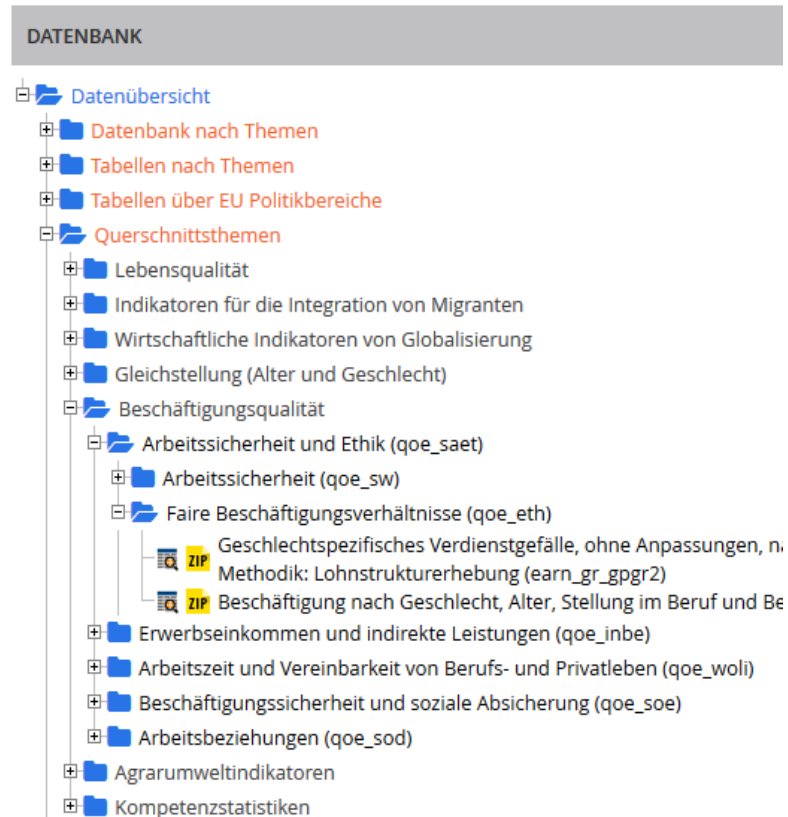 DATENBANK
Datenübersicht
Datenbank nach Themen
Tabellen nach Themen
Tabellen über EU Politikbereiche
Querschnittsthemen
Lebensqualität
Indikatoren für die Integration von Migranten
Wirtschaftliche Indikatoren von Globalisierung
Gleichstellung (Alter und Geschlecht)
Beschäftigungsqualität
Arbeitssicherheit und Ethik (qoe_saet)
Arbeitssicherheit (qoe_sw)
Faire Beschäftigungsverhältnisse (qoe_eth)
ZIP Geschlechtspezifisches Verdienstgefälle, ohne Anpassungen,
Methodik: Lohnstrukturerhebung (earn_gr_gpgr2)
ZIP Beschäftigung nach Geschlecht, Alter, Stellung im Beruf und
Erwerbseinkommen und indirekte Leistungen (qoe_inbe)
Arbeitszeit und Vereinbarkeit von Berufs- und Privatleben (qoe_woli)
Beschäftigungssicherheit und soziale Absicherung (qoe_soe)
Arbeitsbeziehungen (qoe_sod)
Agrarumweltindikatoren
Kompetenzstatistiken